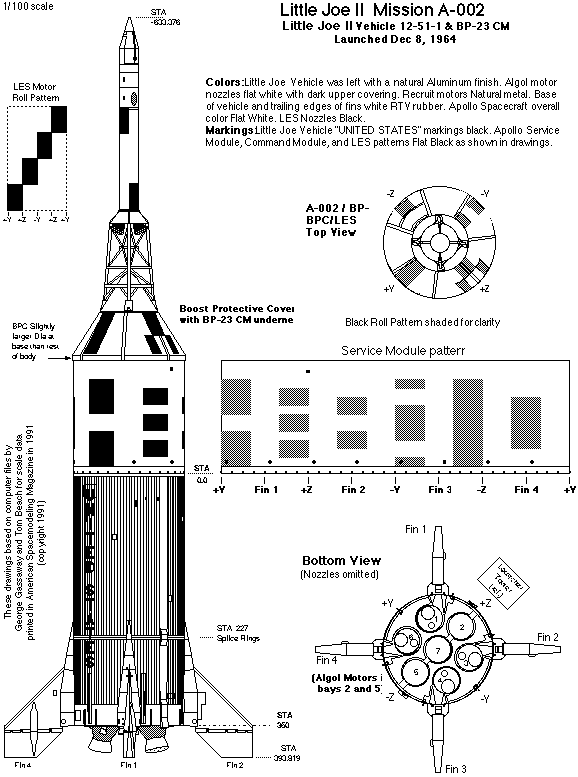 1/100 scale
Little Joe II Mission A-002
Little Joe II Vehicle 12-51-1 & BP-23 CM
Launched Dec 8, 1964
STA
-633.376
Colors:Little Joe Vehicle was left with a natural Aluminum finish. Algol motor
nozzles flat white with dark upper covering. Recruit motors Natural metal. Base
of vehicle and trailing edges of fins white RTV rubber. Apollo Spacecraft overall
color Flat White. LES Nozzles Black.
Markings:Little Joe Vehicle "UNITED STATES" markings black. Apollo Service
Module, Command Module, and LES patterns Flat Black as shown in drawings.
LES Motor
Roll Pattern
+Y +Z -Y -Z +Y
A-002 / BP-
BPC/LES
Top View
-Z
-Y
+Y
+Z
Black Roll Pattern shaded for clarity
Boost Protective Cover
with BP-23 CM underne
BPC Slightly
larger Dia at
base than rest
of body
Service Module patterr
STA
0.0
+Y Fin 1 +Z Fin 2 -Y Fin 3 -Z Fin 4 +Y
UNITED STATES
These drawings based on computer files by
George Gassaway and Tom Beach for scale data
printed in American Spacemodeling Magazine in 1991
(copyright 1991)
Bottom View
(Nozzles omitted)
Fin 1
+Y
+Z
Fin 2
Fin 4
2
7
5
4
(Algol Motors i
bays 2 and 5)
-Z
-Y
Fin 3
STA 227
Splice Rings
STA
360
STA
393.819
Fin 4
Fin 1
Fin 2